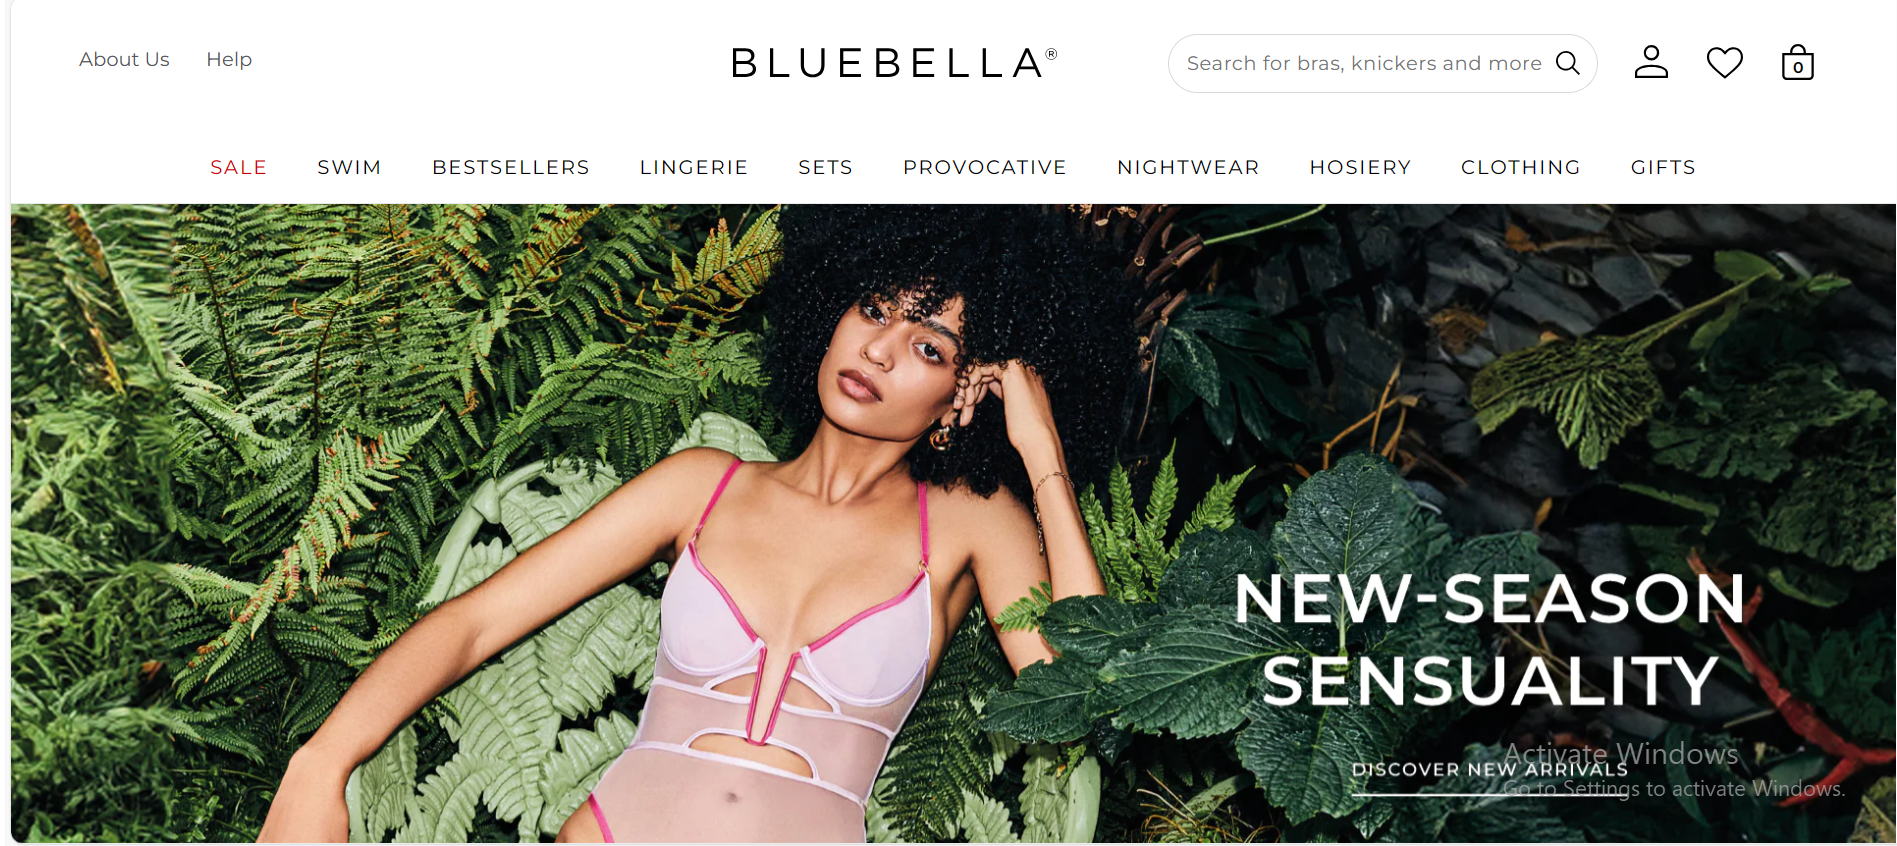 About Us
Help
BLUEBELLA®
Search for bras, knickers and more
0
SALE
SWIM
BESTSELLERS
LINGERIE
SETS
PROVOCATIVE
NIGHTWEAR
HOSIERY
CLOTHING
GIFTS
NEW-SEASON
SENSUALITY
DISCOVER NEW ARRIVALS
Activate Windows
Go to Settings to activate Windows.